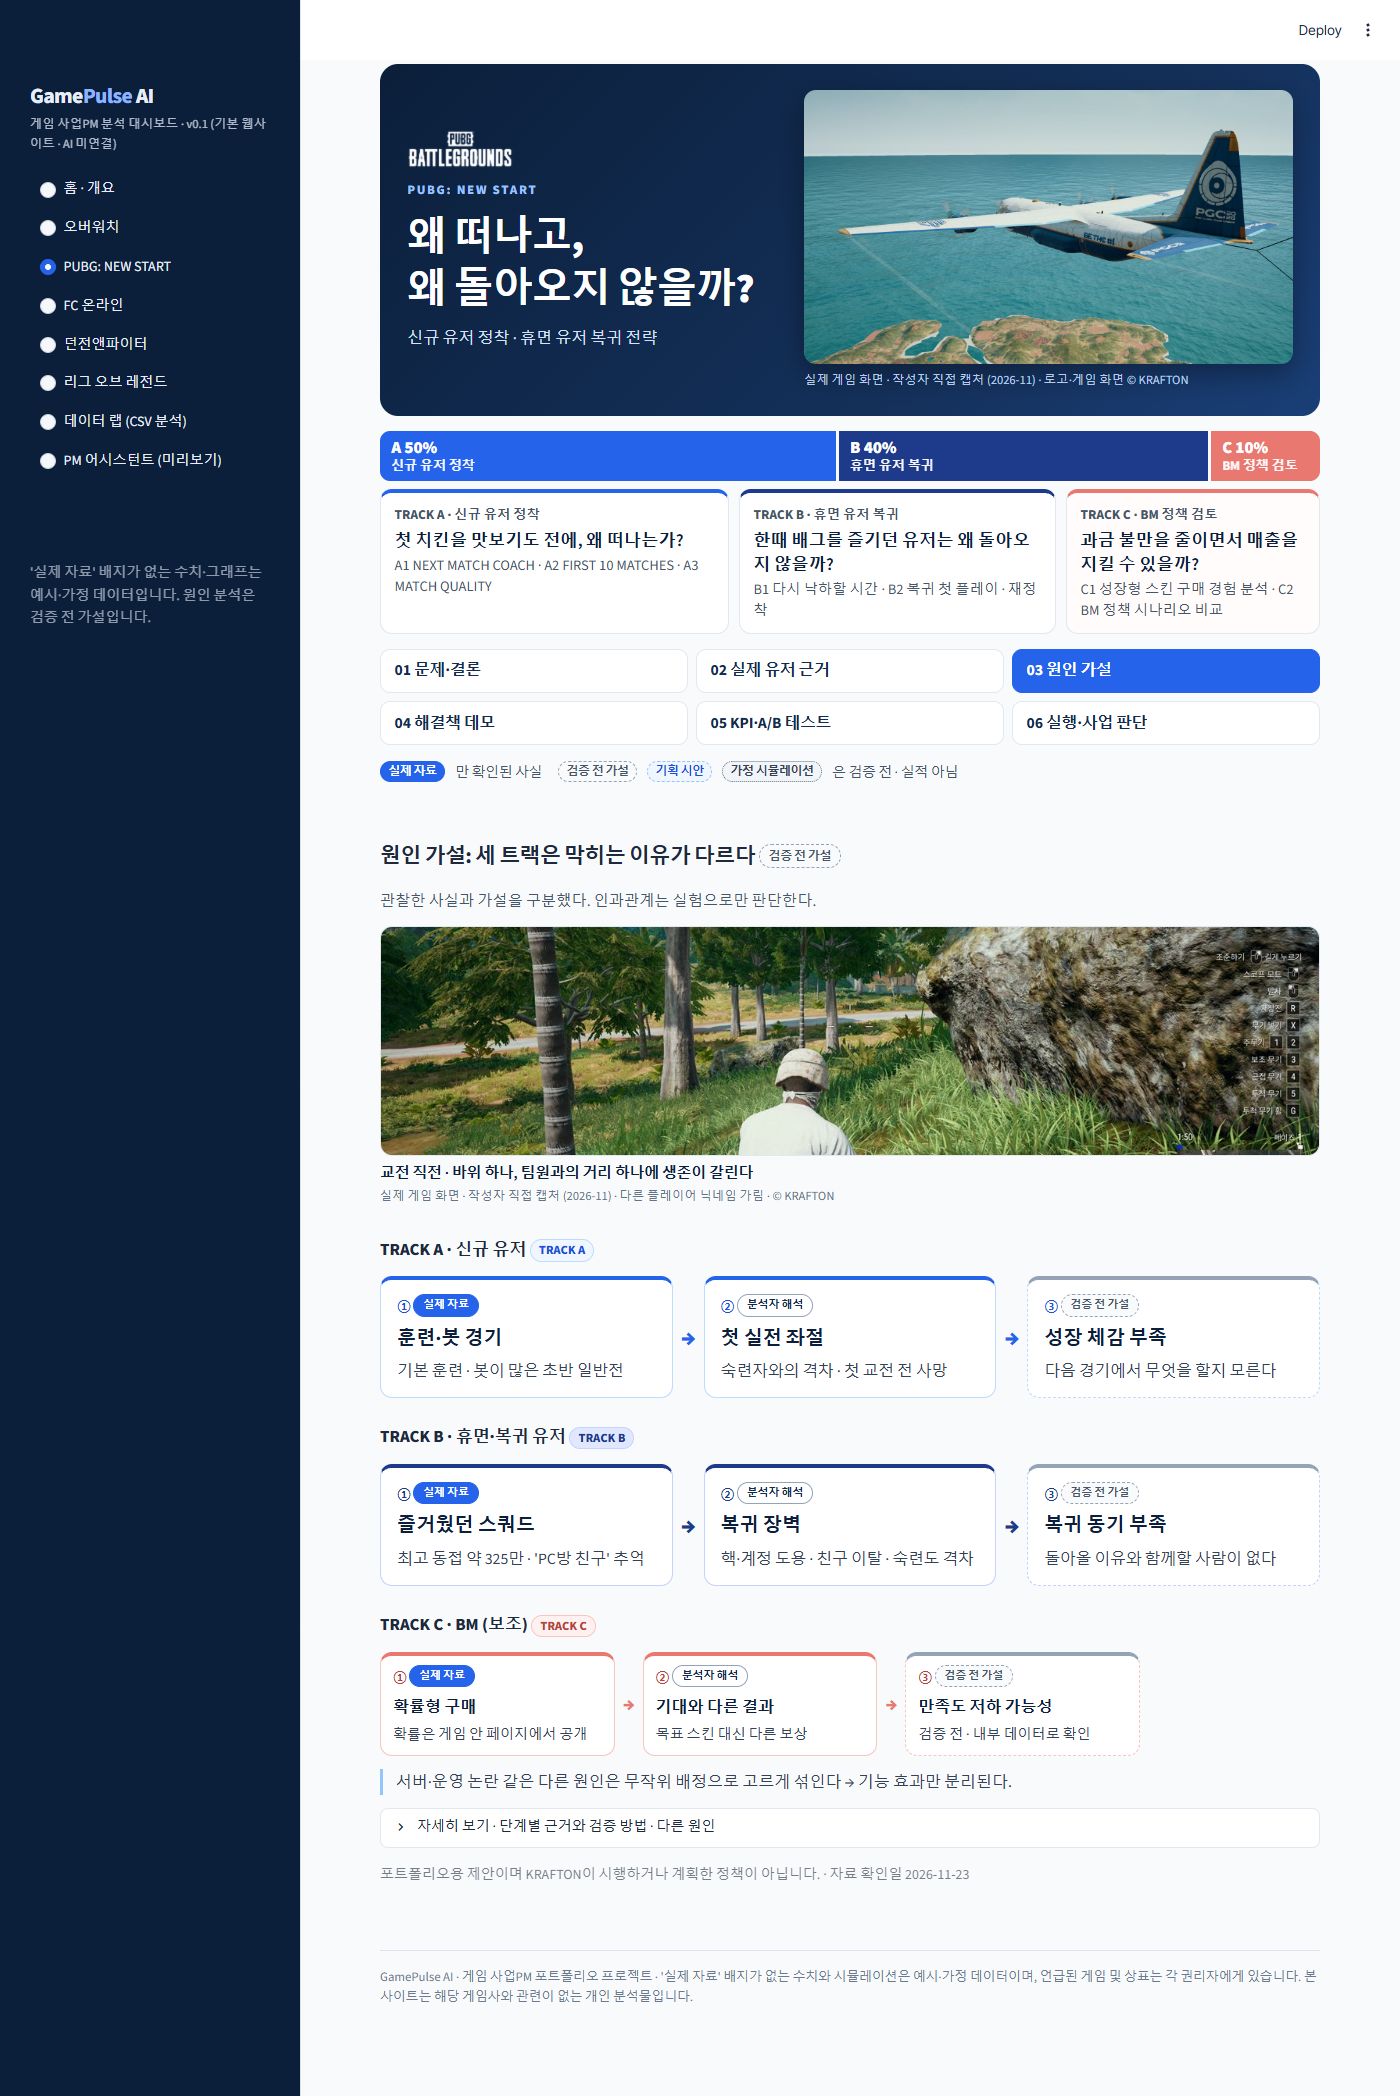 Deploy
GamePulse AI
게임 사업PM 분석 대시보드 · v0.1 (기본 웹사
이트 · AI 미연결)
홈 · 개요
오버워치
PUBG: NEW START
FC 온라인
던전앤파이터
리그 오브 레전드
데이터 랩 (CSV 분석)
PM 어시스턴트 (미리보기)
'실제 자료' 배지가 없는 수치·그래프는
예시·가정 데이터입니다. 원인 분석은
검증 전 가설입니다.
PUBG
BATTLEGROUNDS
PUBG: NEW START
왜 떠나고,
왜 돌아오지 않을까?
신규 유저 정착 · 휴면 유저 복귀 전략
PGC
실제 게임 화면 · 작성자 직접 캡처 (2026-11) · 로고·게임 화면 © KRAFTON
A 50%
신규 유저 정착
B 40%
휴면 유저 복귀
C 10%
BM 정책 검토
TRACK A · 신규 유저 정착
첫 치킨을 맛보기도 전에, 왜 떠나는가?
A1 NEXT MATCH COACH · A2 FIRST 10 MATCHES · A3
MATCH QUALITY
TRACK B · 휴면 유저 복귀
한때 배그를 즐기던 유저는 왜 돌아오
지 않을까?
B1 다시 낙하할 시간 · B2 복귀 첫 플레이 · 재정
착
TRACK C · BM 정책 검토
과금 불만을 줄이면서 매출을
지킬 수 있을까?
C1 성장형 스킨 구매 경험 분석 · C2
BM 정책 시나리오 비교
01 문제·결론
02 실제 유저 근거
03 원인 가설
04 해결책 데모
05 KPI·A/B 테스트
06 실행·사업 판단
실제 자료 만 확인된 사실 검증 전 가설 기획 시안 가정 시뮬레이션 은 검증 전 · 실적 아님
원인 가설: 세 트랙은 막히는 이유가 다르다 검증 전 가설
관찰한 사실과 가설을 구분했다. 인과관계는 실험으로만 판단한다.
스코프 모드
R
X
주무기 1 2
보조 무기 3
근접 무기 4
투척 무기 5
G
1:50
교전 직전 · 바위 하나, 팀원과의 거리 하나에 생존이 갈린다
실제 게임 화면 · 작성자 직접 캡처 (2026-11) · 다른 플레이어 닉네임 가림 · © KRAFTON
TRACK A · 신규 유저 TRACK A
① 실제 자료
훈련·봇 경기
기본 훈련 · 봇이 많은 초반 일반전
→
② 분석자 해석
첫 실전 좌절
숙련자와의 격차 · 첫 교전 전 사망
→
③ 검증 전 가설
성장 체감 부족
다음 경기에서 무엇을 할지 모른다
TRACK B · 휴면·복귀 유저 TRACK B
① 실제 자료
즐거웠던 스쿼드
최고 동접 약 325만 · 'PC방 친구' 추억
→
② 분석자 해석
복귀 장벽
핵·계정 도용 · 친구 이탈 · 숙련도 격차
→
③ 검증 전 가설
복귀 동기 부족
돌아올 이유와 함께할 사람이 없다
TRACK C · BM (보조) TRACK C
① 실제 자료
확률형 구매
확률은 게임 안 페이지에서 공개
→
② 분석자 해석
기대와 다른 결과
목표 스킨 대신 다른 보상
→
③ 검증 전 가설
만족도 저하 가능성
검증 전 · 내부 데이터로 확인
서버·운영 논란 같은 다른 원인은 무작위 배정으로 고르게 섞인다 → 기능 효과만 분리된다.
자세히 보기 · 단계별 근거와 검증 방법 · 다른 원인
포트폴리오용 제안이며 KRAFTON이 시행하거나 계획한 정책이 아닙니다. · 자료 확인일 2026-11-23
GamePulse AI · 게임 사업PM 포트폴리오 프로젝트 · '실제 자료' 배지가 없는 수치와 시뮬레이션은 예시·가정 데이터이며, 언급된 게임 및 상표는 각 권리자에게 있습니다. 본
사이트는 해당 게임사와 관련이 없는 개인 분석물입니다.